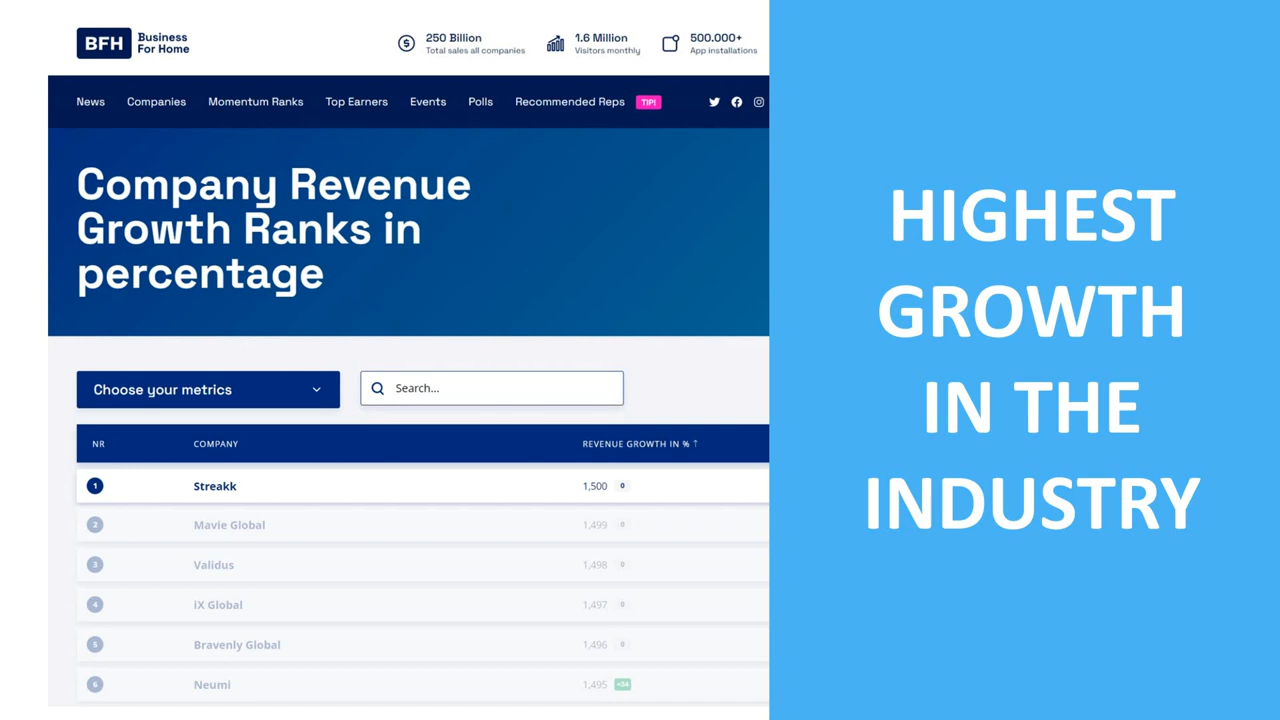 BFH Business For Home
250 Billion
Total sales all companies
1.6 Million
Visitors monthly
500.000+
App installations
News Companies Momentum Ranks Top Earners Events Polls Recommended Reps TIP!
Company Revenue
Growth Ranks in
percentage
Choose your metrics
Search...
NR COMPANY REVENUE GROWTH IN % ↑
1 Streakk 1,500 0
2 Mavie Global 1,499 0
3 Validus 1,498 0
4 iX Global 1,497 0
5 Bravenly Global 1,496 0
6 Neumi 1,495 +34
HIGHEST
GROWTH
IN THE
INDUSTRY